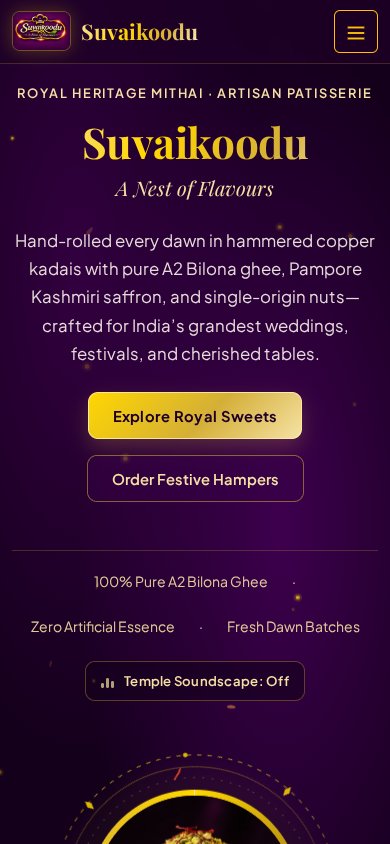 Suvaikoodu
Suvaikoodu
ROYAL HERITAGE MITHAI · ARTISAN PATISSERIE
Suvaikoodu
A Nest of Flavours
Hand-rolled every dawn in hammered copper
kadais with pure A2 Bilona ghee, Pampore
Kashmiri saffron, and single-origin nuts—
crafted for India’s grandest weddings,
festivals, and cherished tables.
Explore Royal Sweets
Order Festive Hampers
100% Pure A2 Bilona Ghee ·
Zero Artificial Essence · Fresh Dawn Batches
Temple Soundscape: Off